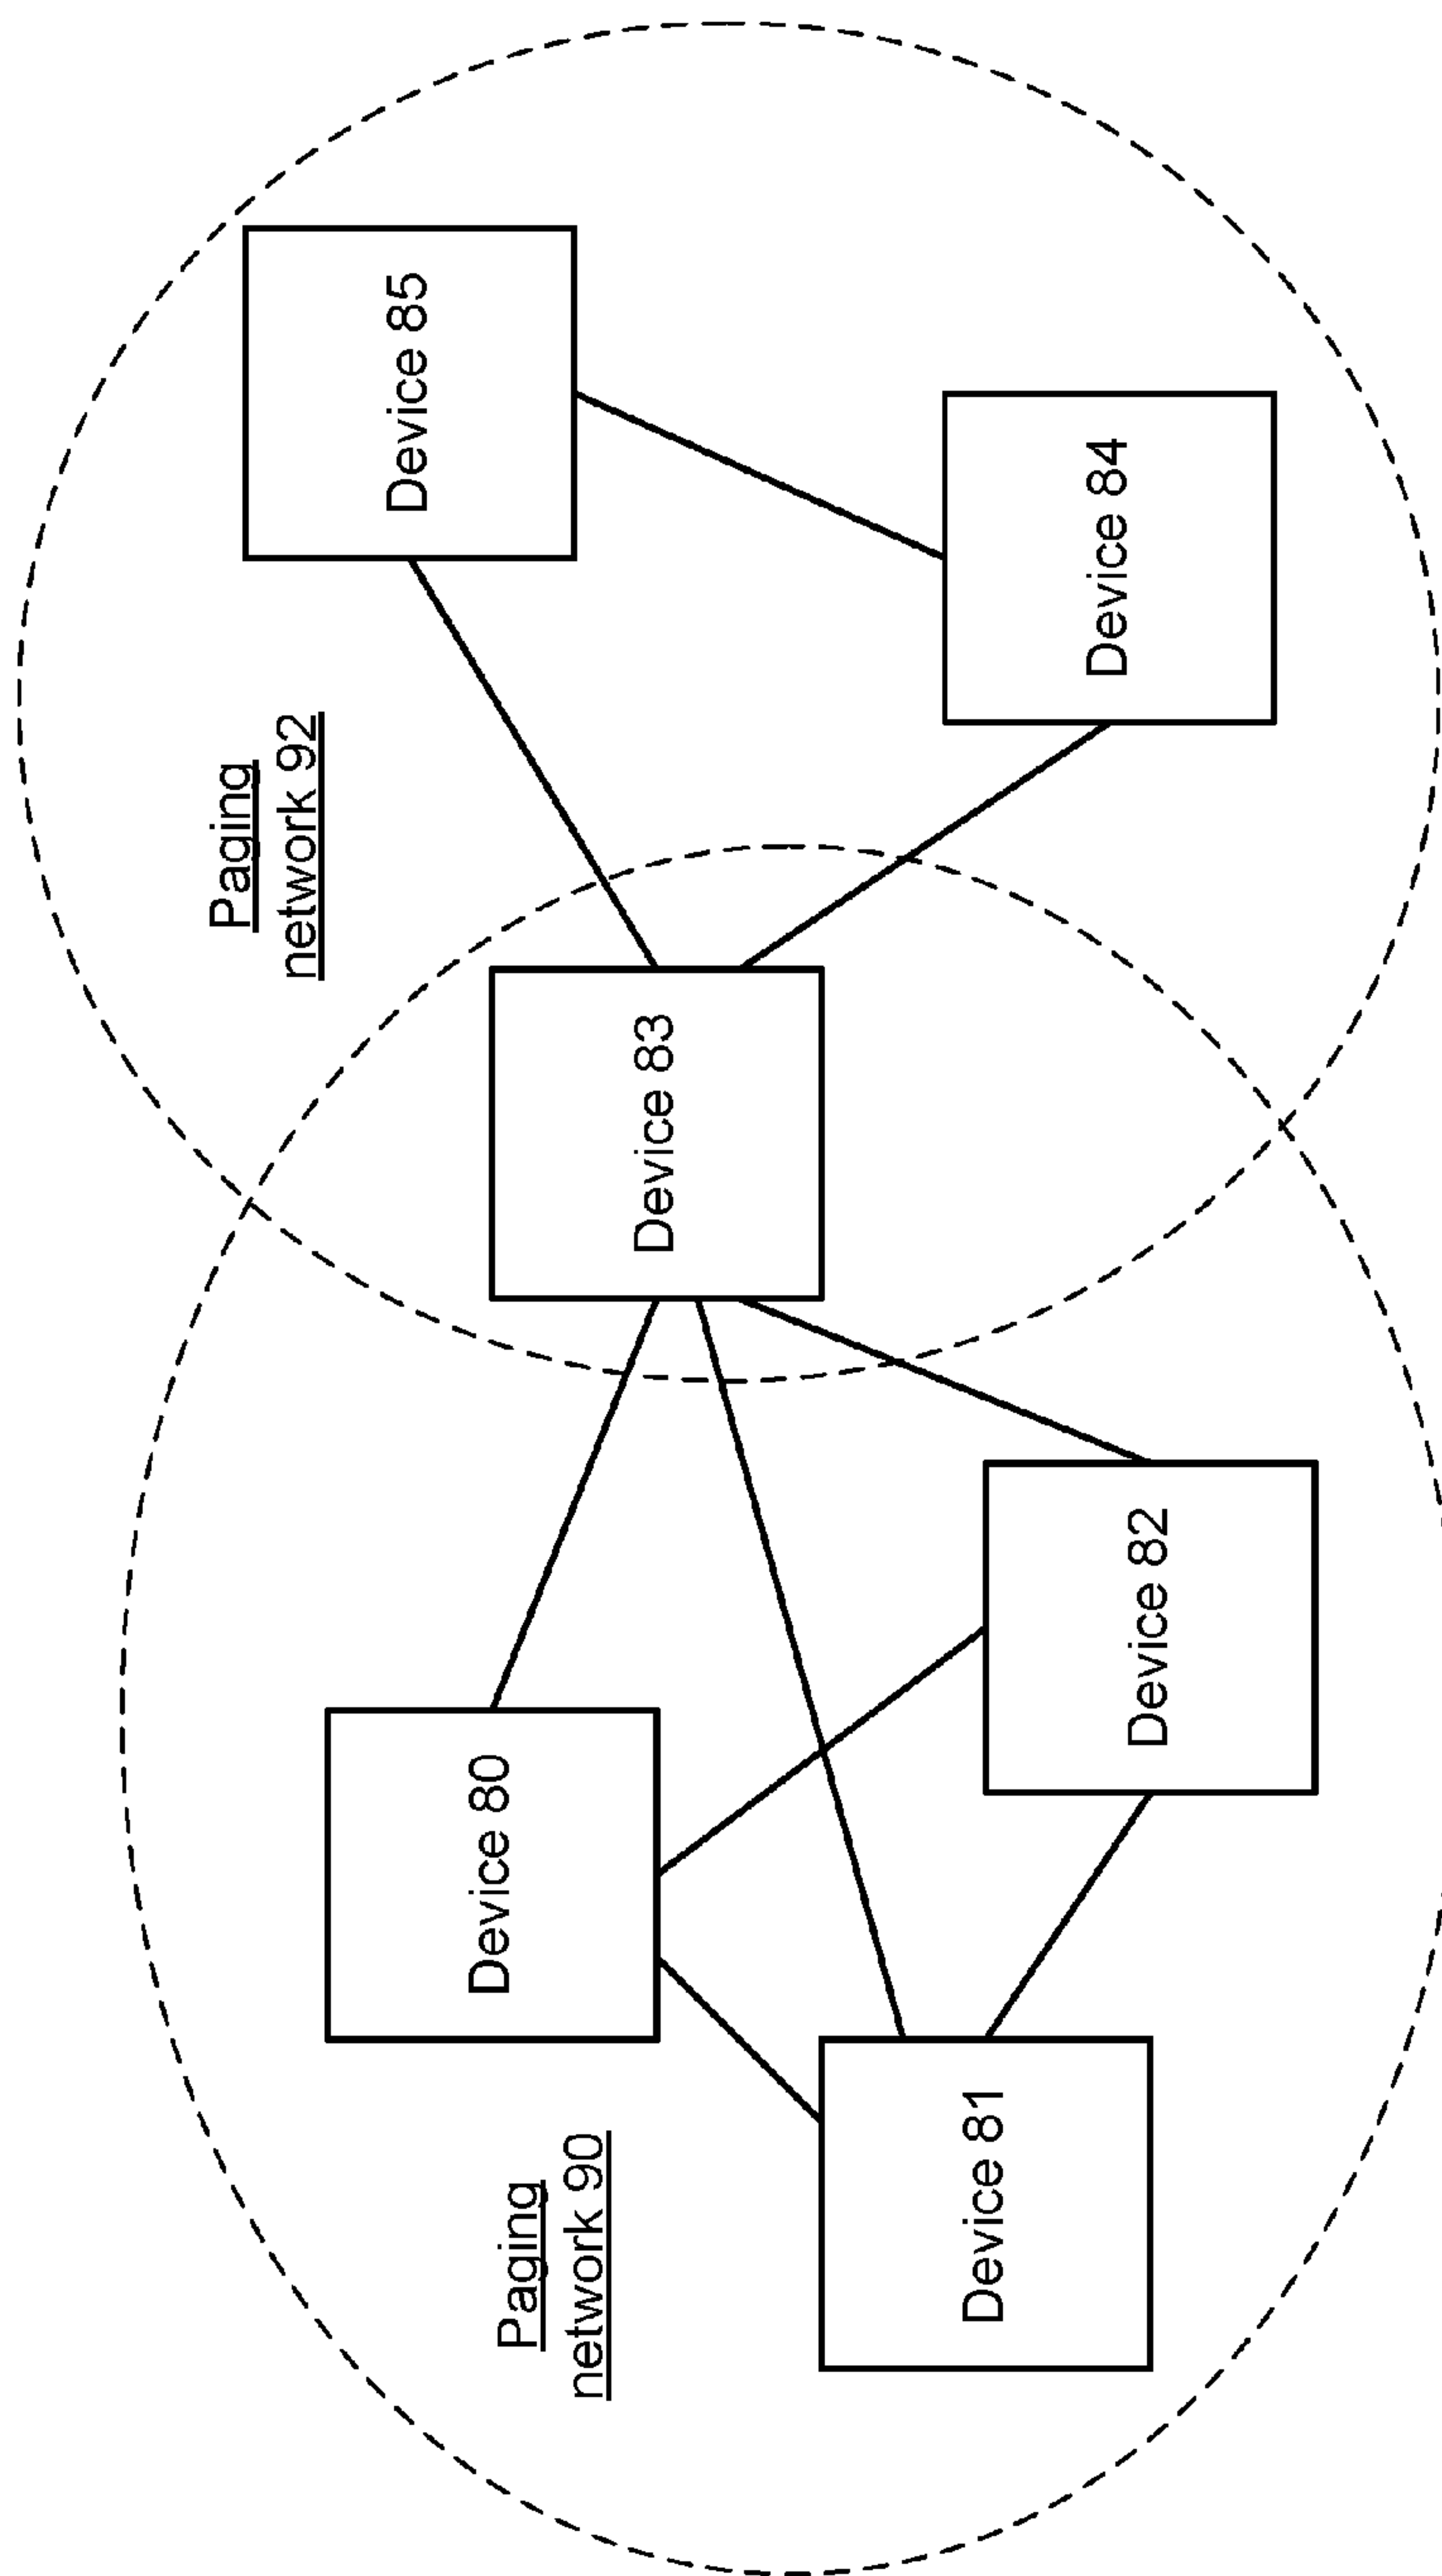 Paging
network 90
Device 80
Device 81
Device 82
Device 83
Paging
network 92
Device 85
Device 84